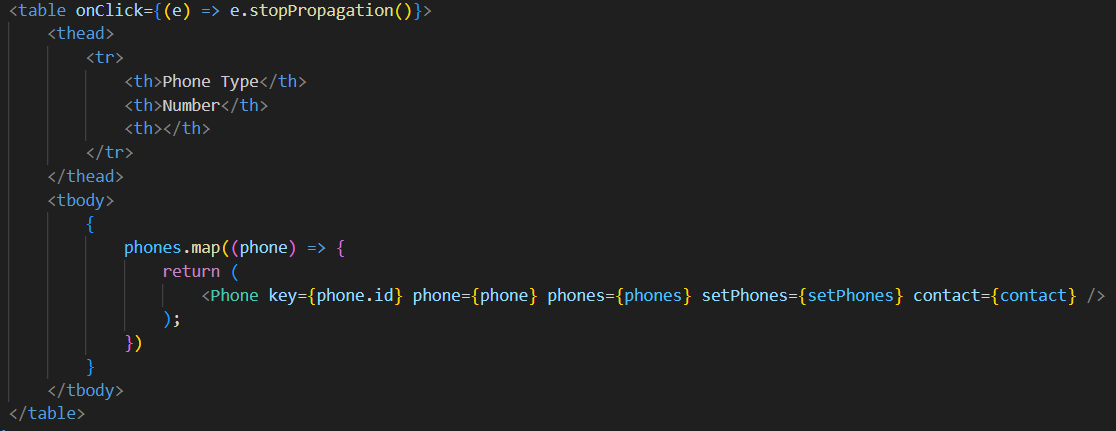 <table onClick={(e) => e.stopPropagation()}>
    <thead>
        <tr>
            <th>Phone Type</th>
            <th>Number</th>
            <th></th>
        </tr>
    </thead>
    <tbody>
        {
            phones.map((phone) => {
                return (
                    <Phone key={phone.id} phone={phone} phones={phones} setPhones={setPhones} contact={contact} />
                );
            })
        }
    </tbody>
</table>